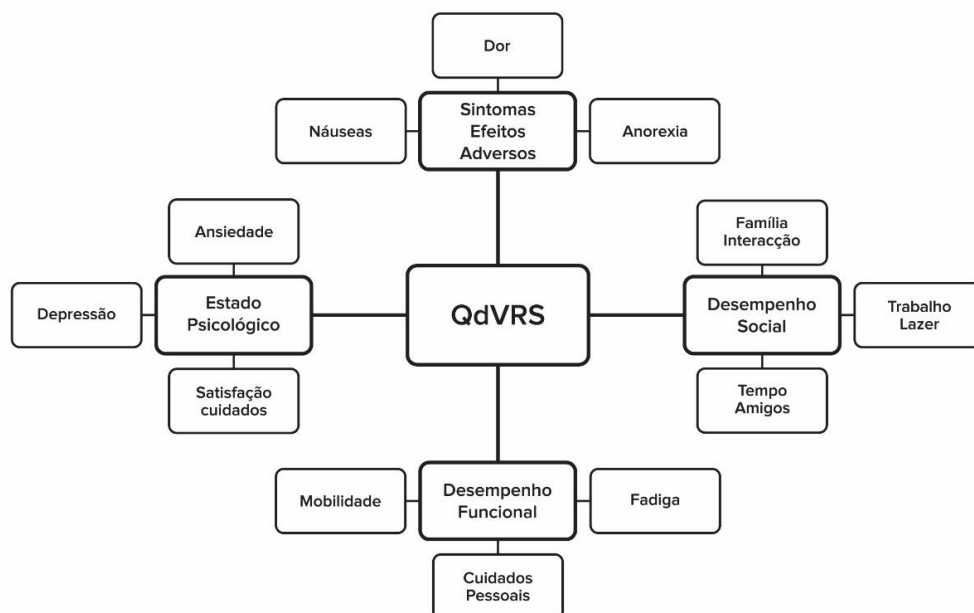 Dor
Náuseas
Sintomas
Efeitos
Adversos
Anorexia
Ansiedade
Depressão
Estado
Psicológico
Satisfação
cuidados
QdVRS
Família
Interacção
Desempenho
Social
Trabalho
Lazer
Tempo
Amigos
Mobilidade
Desempenho
Funcional
Fadiga
Cuidados
Pessoais